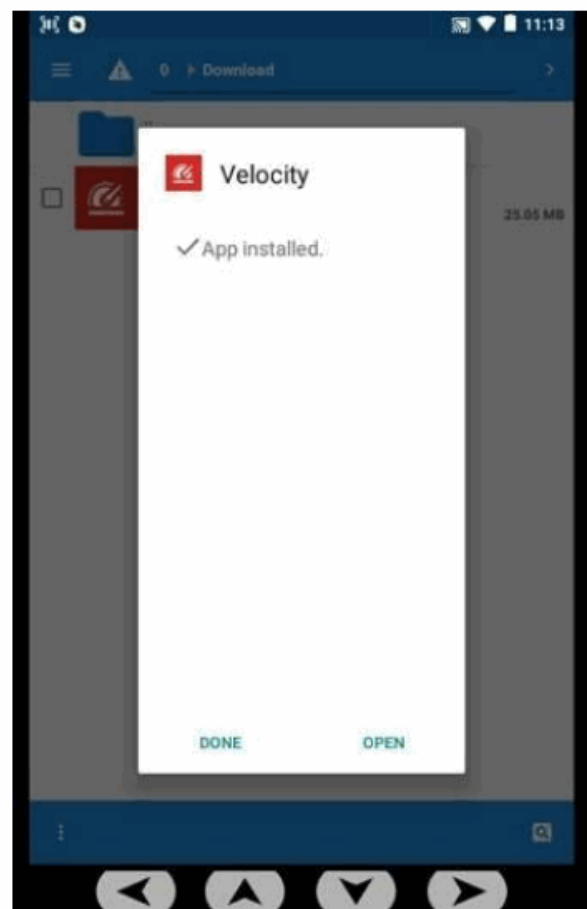 11:13
0 Download
..
Velocity
25.05 MB
App installed.
DONE
OPEN